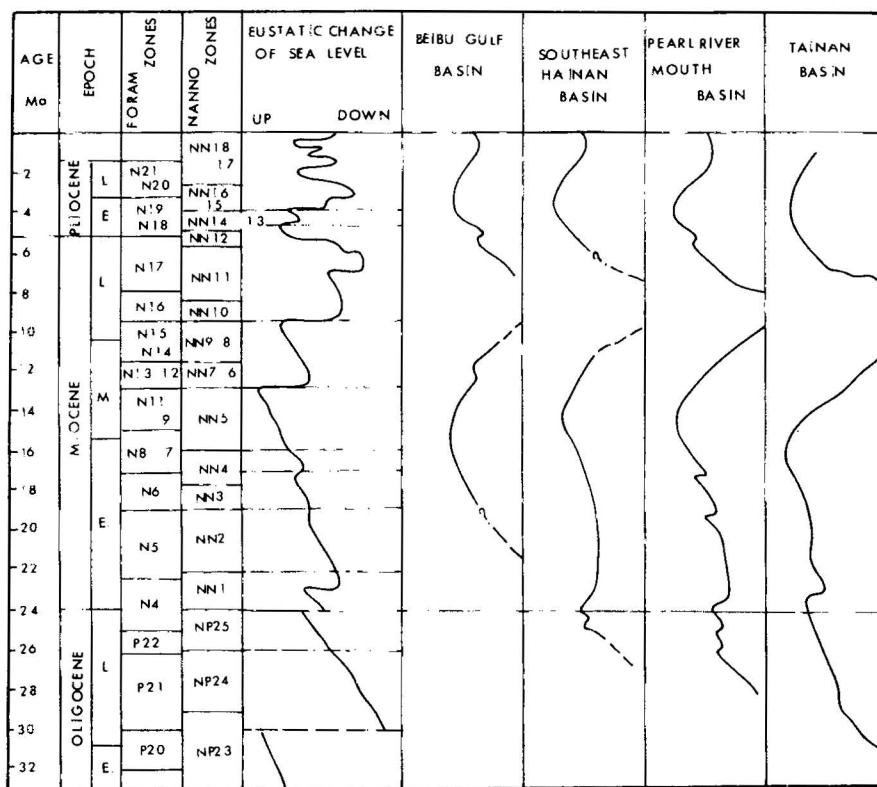 AGE
Ma
EPOCH
FORAM ZONES
NANNO ZONES
EUSTATIC CHANGE
OF SEA LEVEL
UP DOWN
BEIBU GULF
BASIN
SOUTHEAST
HAINAN
BASIN
PEARL RIVER
MOUTH
BASIN
TAINAN
BASIN
2
4
6
8
10
12
14
16
18
20
22
24
26
28
30
32
PLIOCENE
MIOCENE
OLIGOCENE
L
E
L
M
E
L
E
N21
N20
N19
N18
N17
N16
N15
N14
N13 12
N11
9
N8 7
N6
N5
N4
P22
P21
P20
NN18
17
NN16
15
NN14 13
NN12
NN11
NN10
NN9 8
NN7 6
NN5
NN4
NN3
NN2
NN1
NP25
NP24
NP23
?
?
?